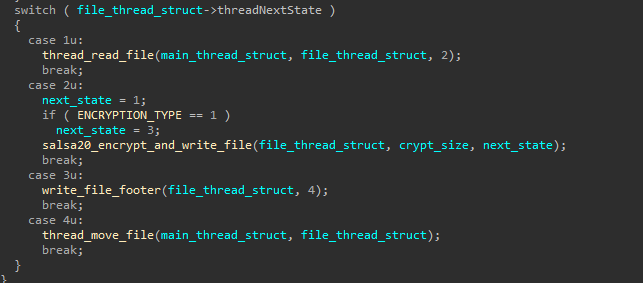 switch ( file_thread_struct->threadNextState )
{
case 1u:
thread_read_file(main_thread_struct, file_thread_struct, 2);
break;
case 2u:
next_state = 1;
if ( ENCRYPTION_TYPE == 1 )
next_state = 3;
salsa20_encrypt_and_write_file(file_thread_struct, crypt_size, next_state);
break;
case 3u:
write_file_footer(file_thread_struct, 4);
break;
case 4u:
thread_move_file(main_thread_struct, file_thread_struct);
break;
}
}